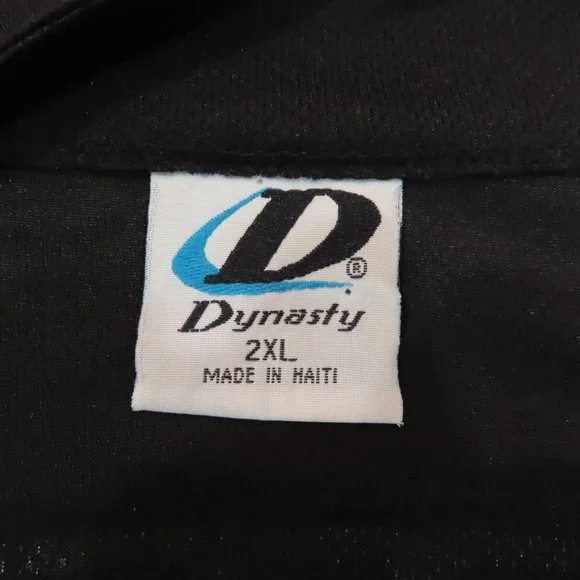 D®
Dynasty
2XL
MADE IN HAITI